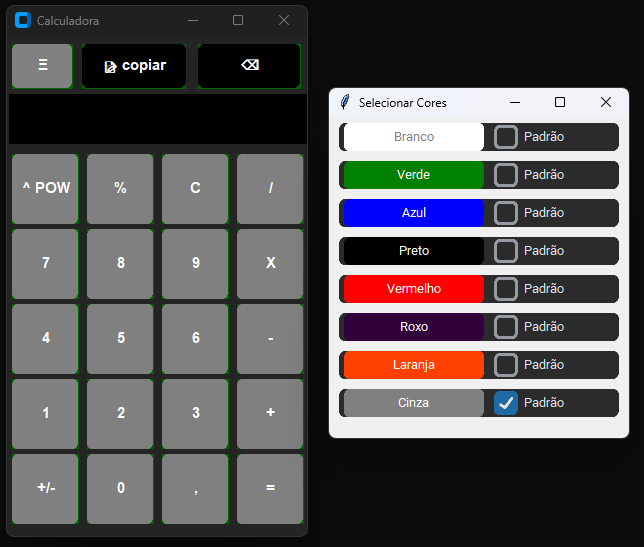 Calculadora
Ξ
copiar
⌫
^ POW
%
C
/
7
8
9
X
4
5
6
-
1
2
3
+
+/-
0
,
=
Selecionar Cores
Branco Padrão
Verde Padrão
Azul Padrão
Preto Padrão
Vermelho Padrão
Roxo Padrão
Laranja Padrão
Cinza Padrão